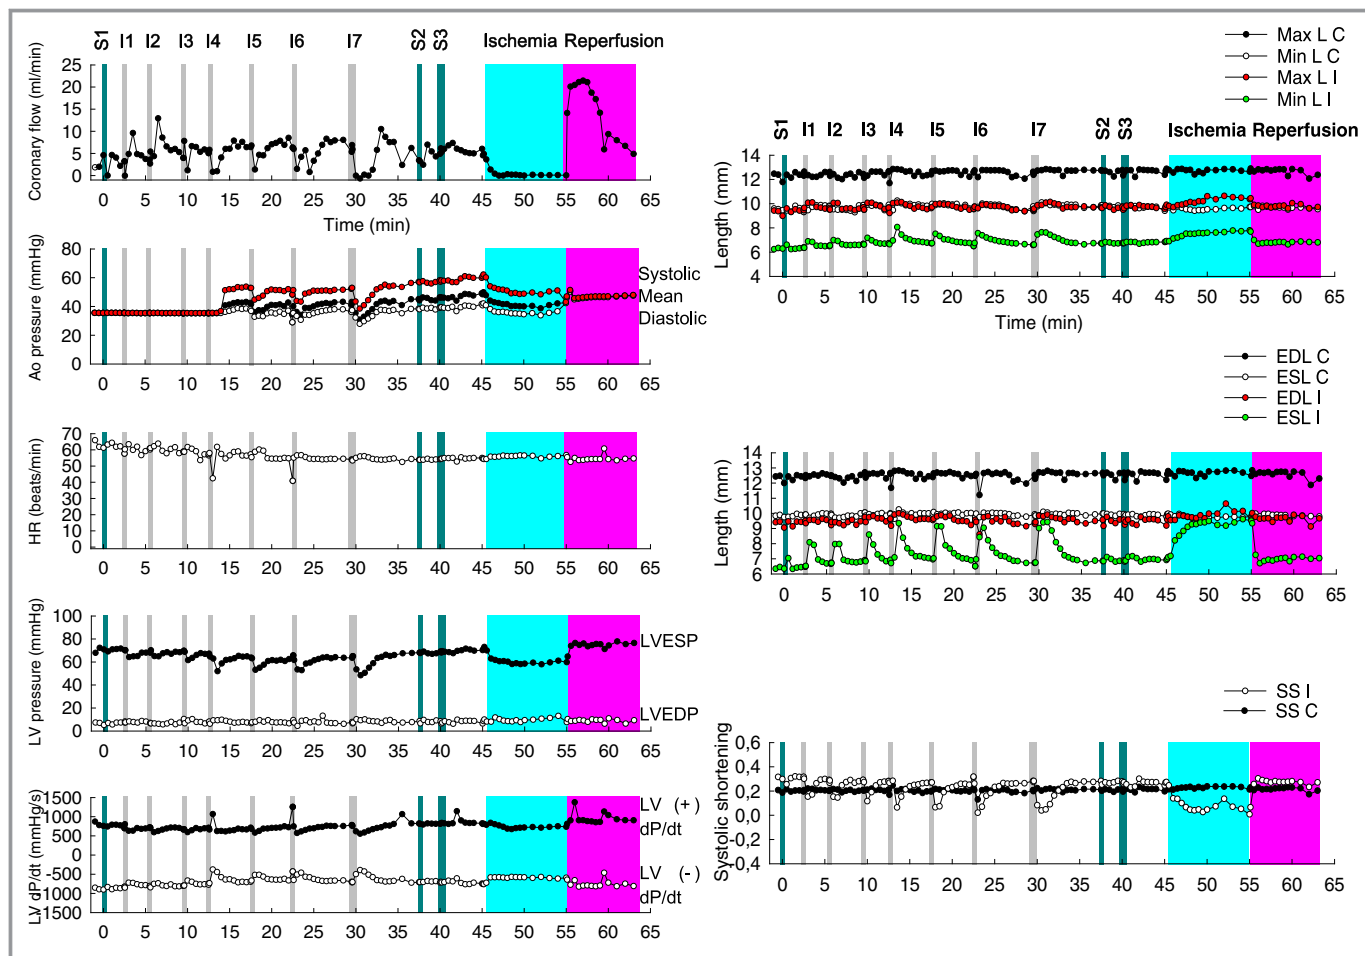 S1 I1 I2 I3 I4 I5 I6 I7 S2 S3 Ischemia Reperfusion
Coronary flow (ml/min)
25
20
15
10
5
0
0 5 10 15 20 25 30 35 40 45 50 55 60 65
Time (min)
Ao pressure (mmHg)
80
60
40
20
0
Systolic
Mean
Diastolic
0 5 10 15 20 25 30 35 40 45 50 55 60 65
HR (beats/min)
70
60
50
40
30
20
10
0
0 5 10 15 20 25 30 35 40 45 50 55 60 65
LV pressure (mmHg)
100
80
60
40
20
0
LVESP
LVEDP
0 5 10 15 20 25 30 35 40 45 50 55 60 65
LV dP/dt (mmHg/s)
1500
1000
500
0
-500
1000
1500
LV (+)
dP/dt
LV (-)
dP/dt
0 5 10 15 20 25 30 35 40 45 50 55 60 65
Max L C
Min L C
Max L I
Min L I
S1 I1 I2 I3 I4 I5 I6 I7 S2 S3 Ischemia Reperfusion
Length (mm)
14
12
10
8
6
4
0 5 10 15 20 25 30 35 40 45 50 55 60 65
Time (min)
EDL C
ESL C
EDL I
ESL I
Length (mm)
14
13
12
10
9
8
7
6
0 5 10 15 20 25 30 35 40 45 50 55 60 65
SS I
SS C
Systolic shortening
0,6
0,4
0,2
0,0
-0,2
-0,4
0 5 10 15 20 25 30 35 40 45 50 55 60 65